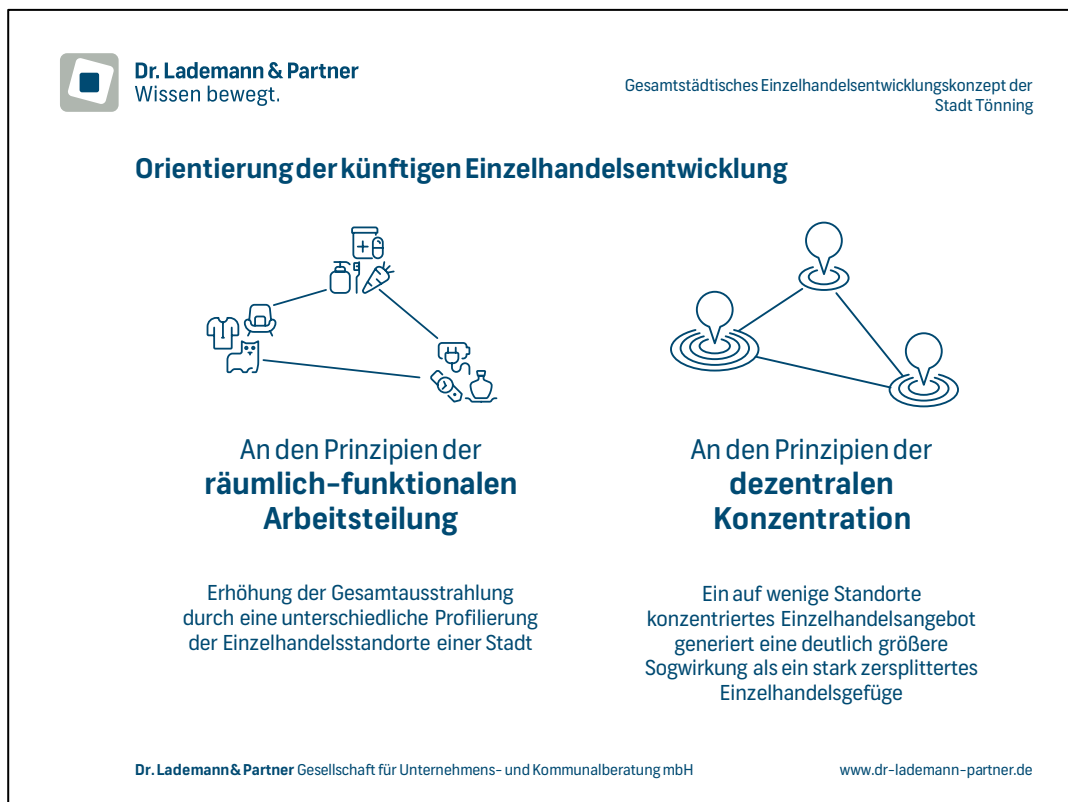 Dr. Lademann & Partner
Wissen bewegt.
Gesamtstädtisches Einzelhandelsentwicklungskonzept der
Stadt Tönning
Orientierung der künftigen Einzelhandelsentwicklung
An den Prinzipien der
räumlich-funktionalen
Arbeitsteilung
Erhöhung der Gesamtausstrahlung
durch eine unterschiedliche Profilierung
der Einzelhandelsstandorte einer Stadt
An den Prinzipien der
dezentralen
Konzentration
Ein auf wenige Standorte
konzentriertes Einzelhandelsangebot
generiert eine deutlich größere
Sogwirkung als ein stark zersplittertes
Einzelhandelsgefüge
Dr. Lademann & Partner Gesellschaft für Unternehmens- und Kommunalberatung mbH
www.dr-lademann-partner.de